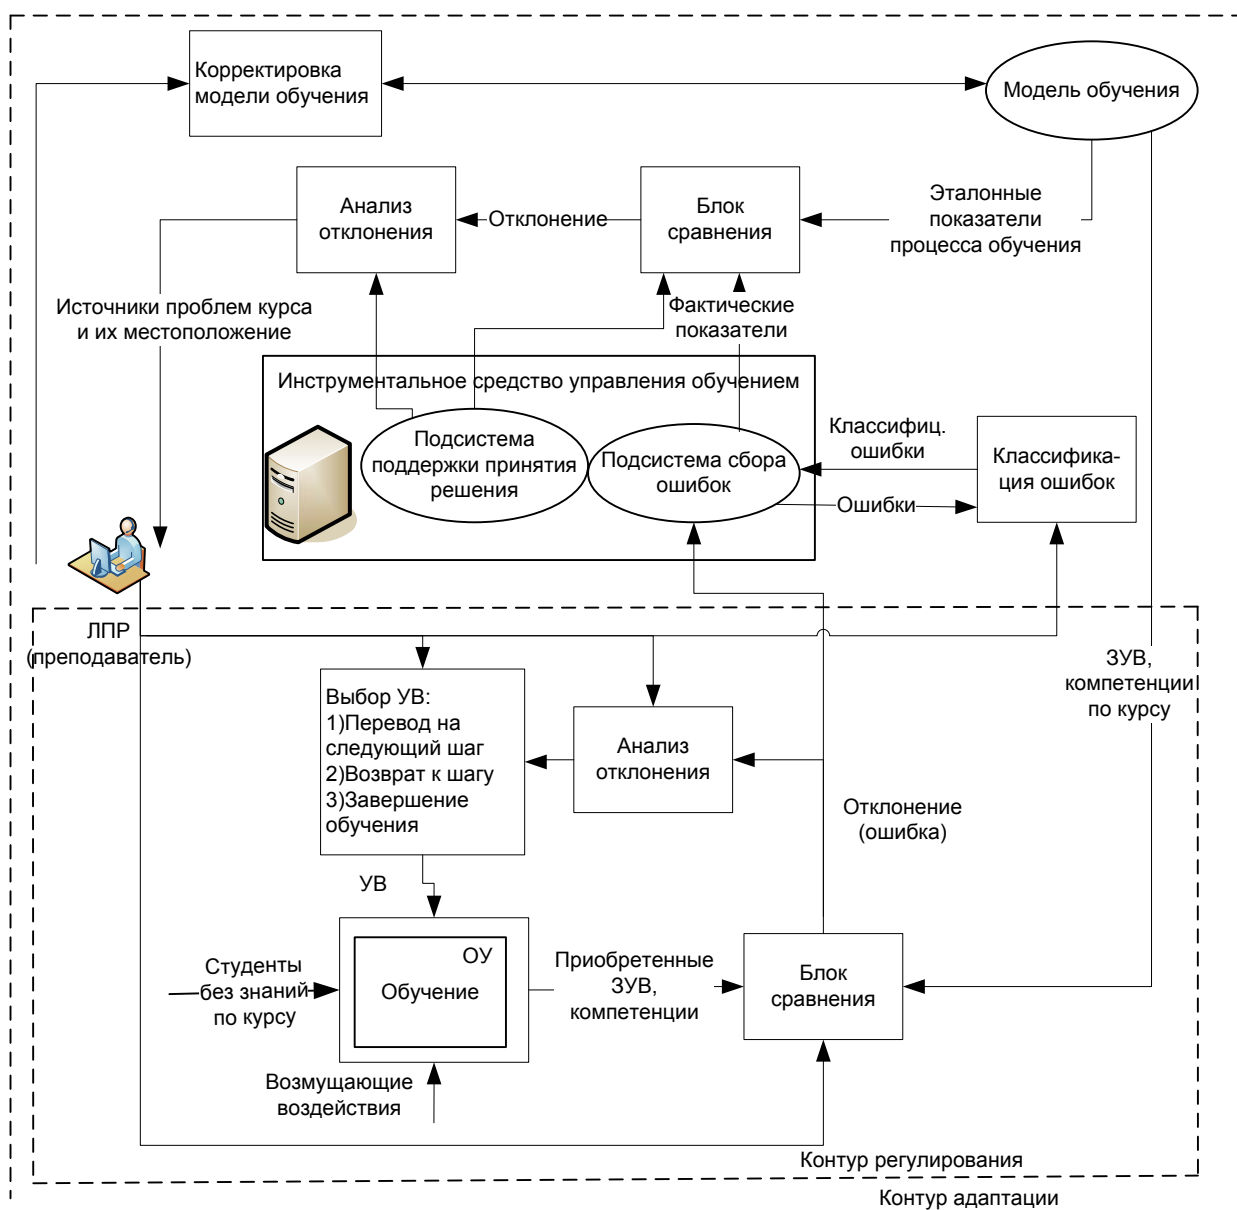 Корректировка
модели обучения
Модель обучения
Анализ
отклонения
Отклонение
Блок
сравнения
Эталонные
показатели
процесса обучения
Источники проблем курса
и их местоположение
Фактические
показатели
Инструментальное средство управления обучением
Подсистема
поддержки принятия
решения
Подсистема сбора
ошибок
Классифиц.
ошибки
Ошибки
Классифика-
ция ошибок
ЛПР
(преподаватель)
ЗУВ,
компетенции
по курсу
Выбор УВ:
1)Перевод на
следующий шаг
2)Возврат к шагу
3)Завершение
обучения
Анализ
отклонения
Отклонение
(ошибка)
УВ
Студенты
без знаний
по курсу
ОУ
Обучение
Приобретенные
ЗУВ,
компетенции
Блок
сравнения
Возмущающие
воздействия
Контур регулирования
Контур адаптации